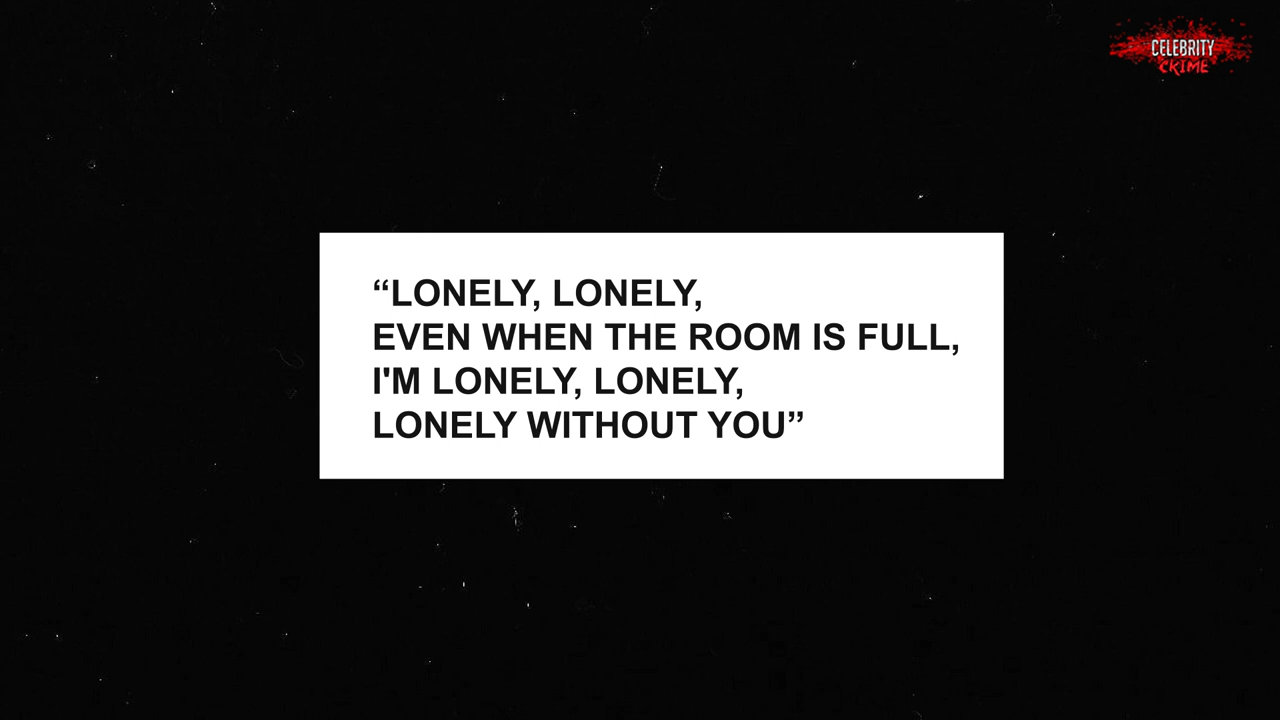 CELEBRITY
CRIME
“LONELY, LONELY,
EVEN WHEN THE ROOM IS FULL,
I'M LONELY, LONELY,
LONELY WITHOUT YOU”